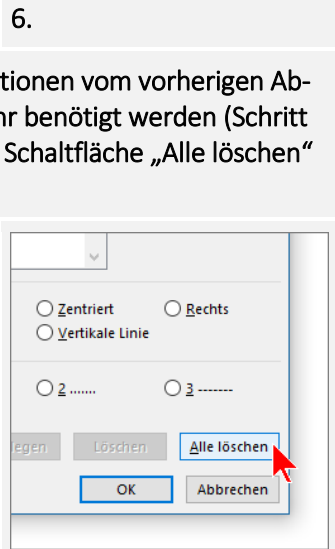 6.
tionen vom vorherigen Ab-
hr benötigt werden (Schritt
Schaltfläche „Alle löschen“
Zentriert Rechts
Vertikale Linie
2 ....... 3 -------
legen Löschen Alle löschen
OK Abbrechen